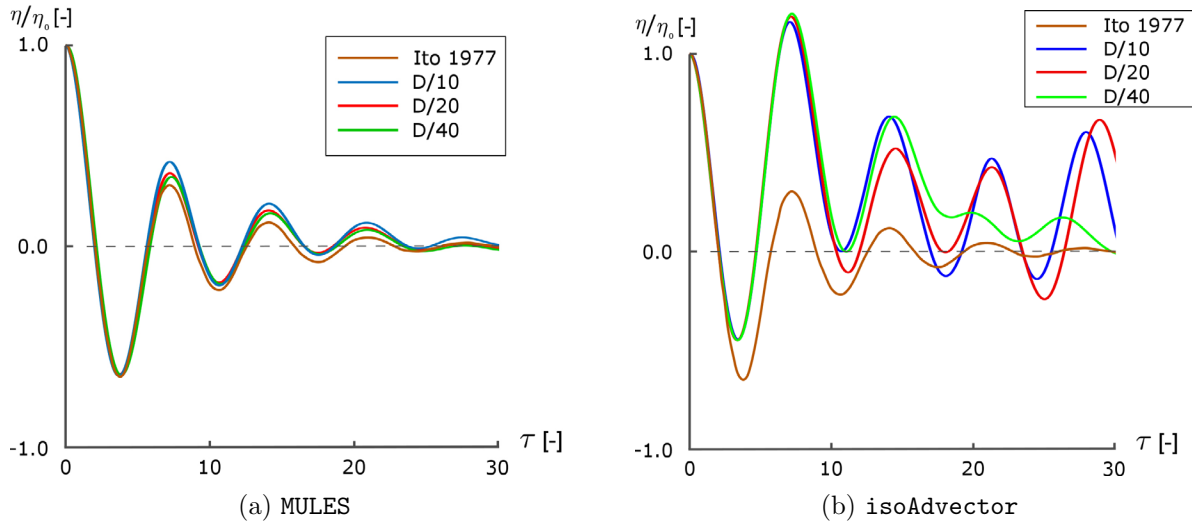 η/η₀ [-]
1.0
0.0
-1.0
Ito 1977
D/10
D/20
D/40
0
10
20
30
τ [-]
(a) MULES
η/η₀ [-]
1.0
0.0
-1.0
Ito 1977
D/10
D/20
D/40
0
10
20
30
τ [-]
(b) isoAdvector